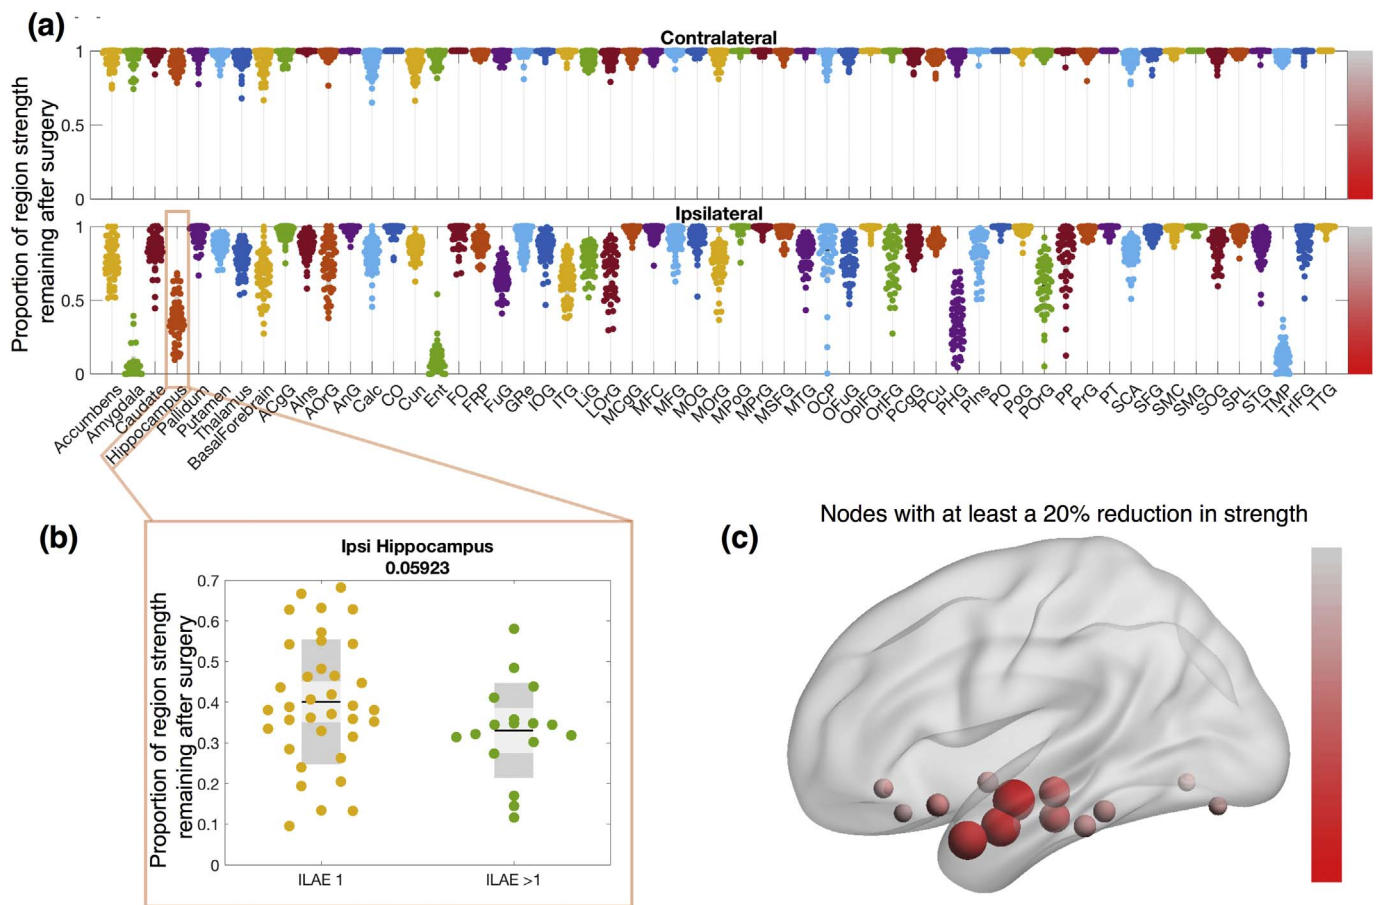 (a)
Contralateral
1
0.5
0
Proportion of region strength
remaining after surgery
Ipsilateral
1
0.5
0
Accumbens
Amygdala
Caudate
Hippocampus
Pallidum
Putamen
Thalamus
BasalForebrain
ACgG
AIns
AOrG
AnG
Calc
CO
Cun
Ent
FO
FRP
FuG
GRe
IOG
ITG
LiG
LOrG
MCgG
MFC
MFG
MOG
MOrG
MPoG
MPrG
MSFG
MTG
OCP
OFuG
OpIFG
OrIFG
PCgG
PCu
PHG
PIns
PO
PoG
POrG
PP
PrG
PT
SCA
SFG
SMC
SMG
SOG
SPL
STG
TMP
TrIFG
TTG
(b)
Ipsi Hippocampus
0.05923
Proportion of region strength
remaining after surgery
0.7
0.6
0.5
0.4
0.3
0.2
0.1
0
ILAE 1
ILAE >1
(c)
Nodes with at least a 20% reduction in strength